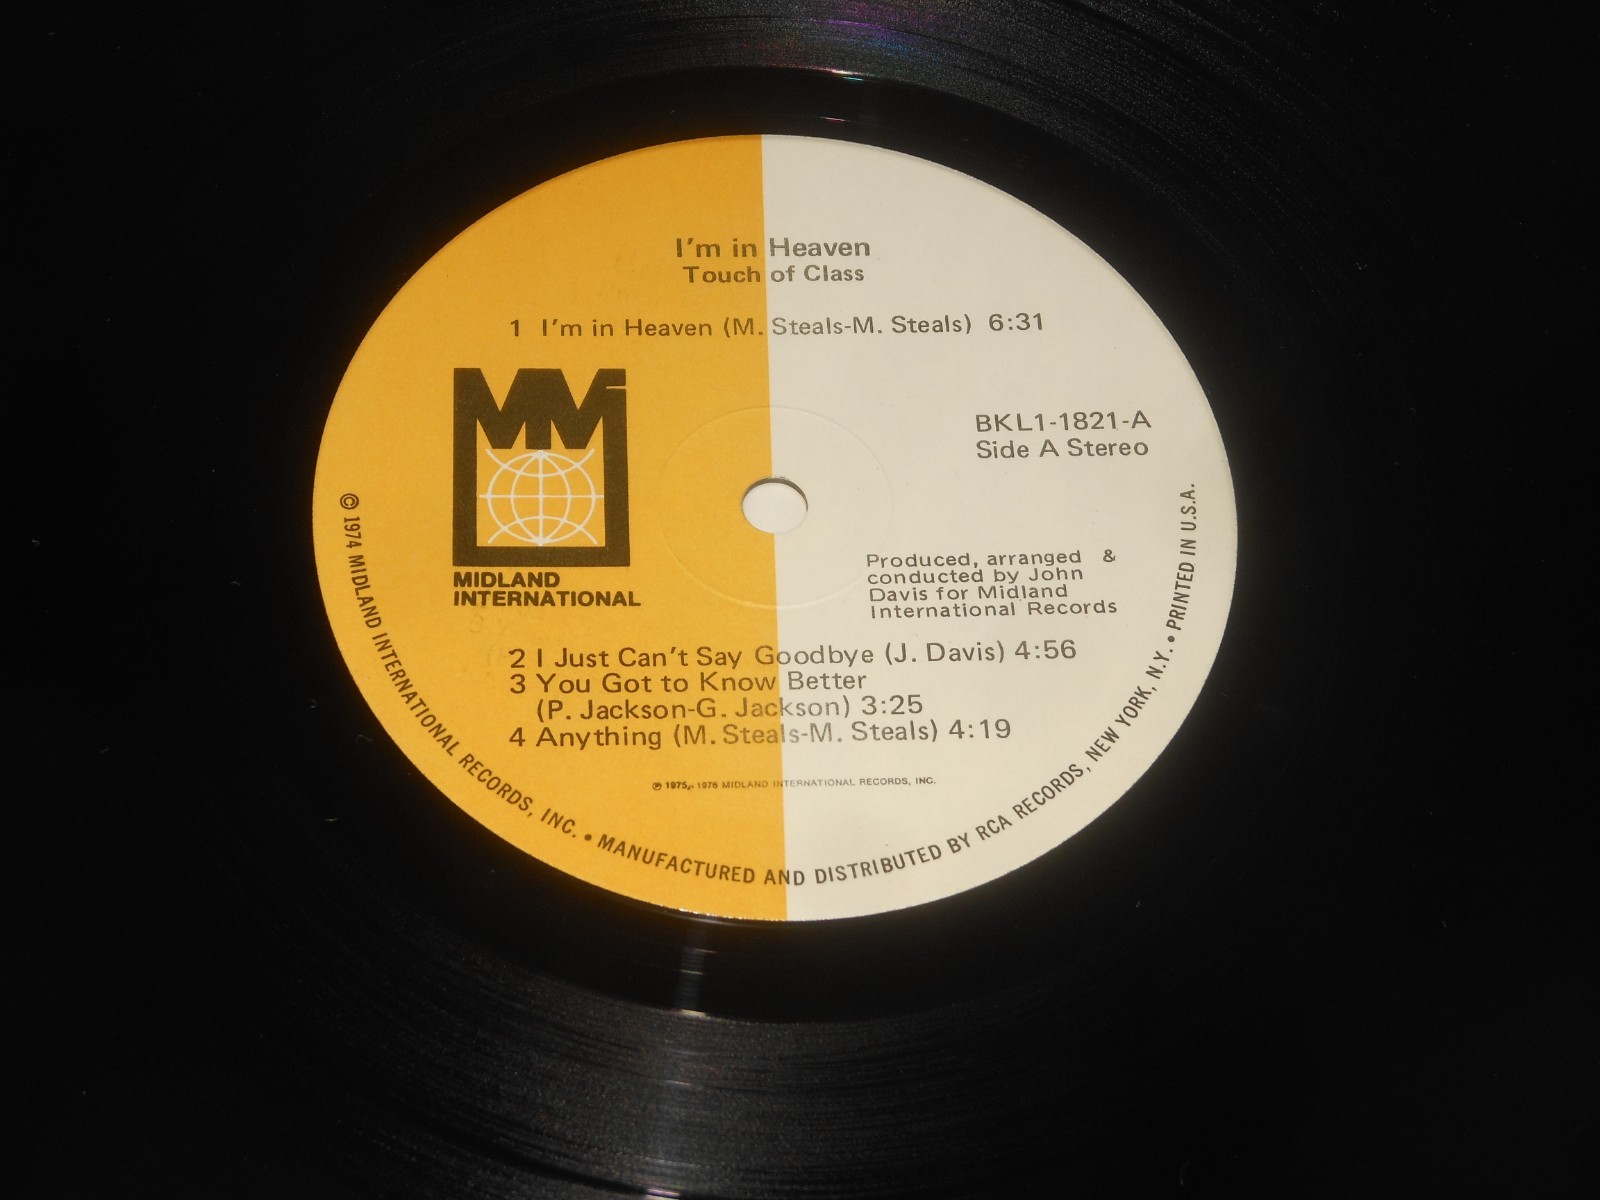 I'm in Heaven
Touch of Class
1 I'm in Heaven (M. Steals-M. Steals) 6:31
MIDLAND
INTERNATIONAL
BKL1-1821-A
Side A Stereo
Produced, arranged &
conducted by John
Davis for Midland
International Records
2 I Just Can't Say Goodbye (J. Davis) 4:56
3 You Got to Know Better
(P. Jackson-G. Jackson) 3:25
4 Anything (M. Steals-M. Steals) 4:19
℗ 1975, 1976 MIDLAND INTERNATIONAL RECORDS, INC.
© 1974 MIDLAND INTERNATIONAL RECORDS, INC. • MANUFACTURED AND DISTRIBUTED BY RCA RECORDS, NEW YORK, N.Y. • PRINTED IN U.S.A.